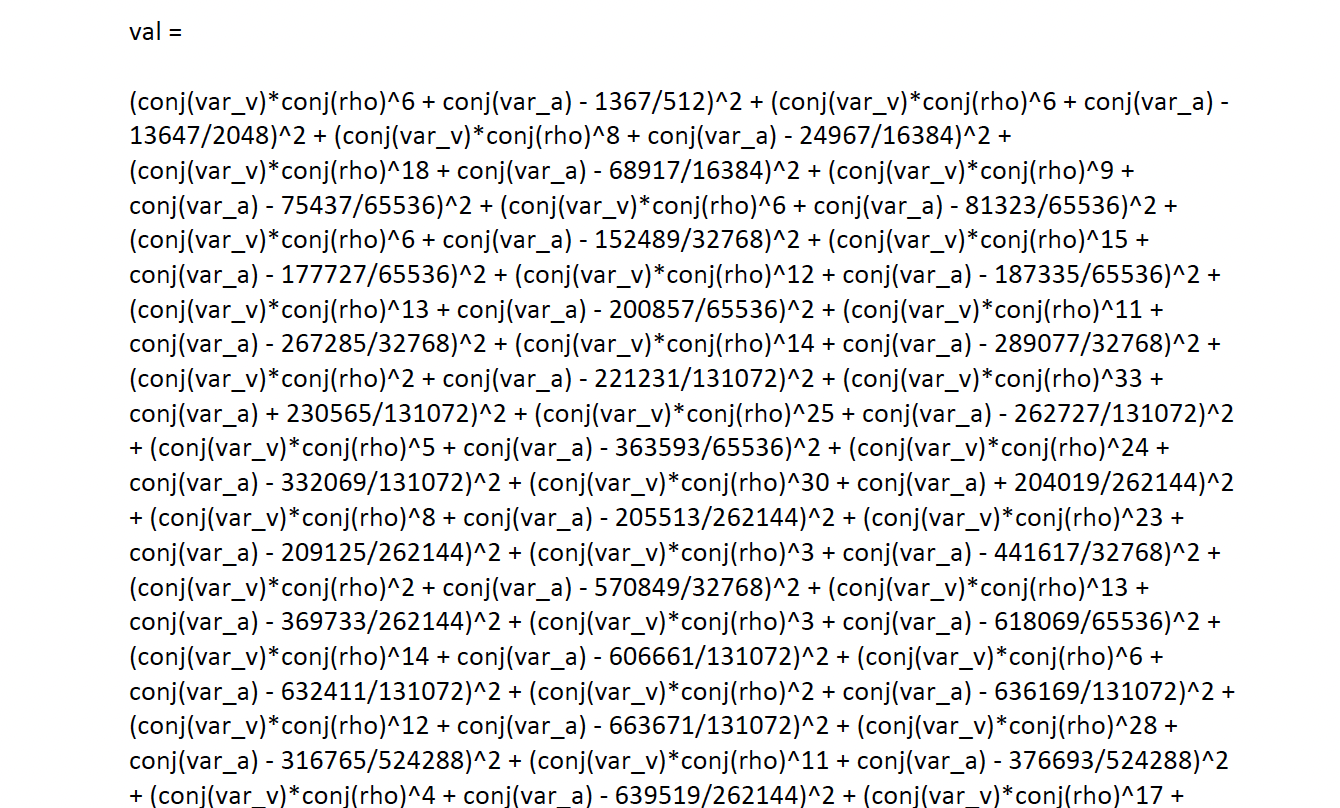 val =
(conj(var_v)*conj(rho)^6 + conj(var_a) - 1367/512)^2 + (conj(var_v)*conj(rho)^6 + conj(var_a) -
13647/2048)^2 + (conj(var_v)*conj(rho)^8 + conj(var_a) - 24967/16384)^2 +
(conj(var_v)*conj(rho)^18 + conj(var_a) - 68917/16384)^2 + (conj(var_v)*conj(rho)^9 +
conj(var_a) - 75437/65536)^2 + (conj(var_v)*conj(rho)^6 + conj(var_a) - 81323/65536)^2 +
(conj(var_v)*conj(rho)^6 + conj(var_a) - 152489/32768)^2 + (conj(var_v)*conj(rho)^15 +
conj(var_a) - 177727/65536)^2 + (conj(var_v)*conj(rho)^12 + conj(var_a) - 187335/65536)^2 +
(conj(var_v)*conj(rho)^13 + conj(var_a) - 200857/65536)^2 + (conj(var_v)*conj(rho)^11 +
conj(var_a) - 267285/32768)^2 + (conj(var_v)*conj(rho)^14 + conj(var_a) - 289077/32768)^2 +
(conj(var_v)*conj(rho)^2 + conj(var_a) - 221231/131072)^2 + (conj(var_v)*conj(rho)^33 +
conj(var_a) + 230565/131072)^2 + (conj(var_v)*conj(rho)^25 + conj(var_a) - 262727/131072)^2
+ (conj(var_v)*conj(rho)^5 + conj(var_a) - 363593/65536)^2 + (conj(var_v)*conj(rho)^24 +
conj(var_a) - 332069/131072)^2 + (conj(var_v)*conj(rho)^30 + conj(var_a) + 204019/262144)^2
+ (conj(var_v)*conj(rho)^8 + conj(var_a) - 205513/262144)^2 + (conj(var_v)*conj(rho)^23 +
conj(var_a) - 209125/262144)^2 + (conj(var_v)*conj(rho)^3 + conj(var_a) - 441617/32768)^2 +
(conj(var_v)*conj(rho)^2 + conj(var_a) - 570849/32768)^2 + (conj(var_v)*conj(rho)^13 +
conj(var_a) - 369733/262144)^2 + (conj(var_v)*conj(rho)^3 + conj(var_a) - 618069/65536)^2 +
(conj(var_v)*conj(rho)^14 + conj(var_a) - 606661/131072)^2 + (conj(var_v)*conj(rho)^6 +
conj(var_a) - 632411/131072)^2 + (conj(var_v)*conj(rho)^2 + conj(var_a) - 636169/131072)^2 +
(conj(var_v)*conj(rho)^12 + conj(var_a) - 663671/131072)^2 + (conj(var_v)*conj(rho)^28 +
conj(var_a) - 316765/524288)^2 + (conj(var_v)*conj(rho)^11 + conj(var_a) - 376693/524288)^2
+ (conj(var_v)*conj(rho)^4 + conj(var_a) - 639519/262144)^2 + (conj(var_v)*conj(rho)^17 +